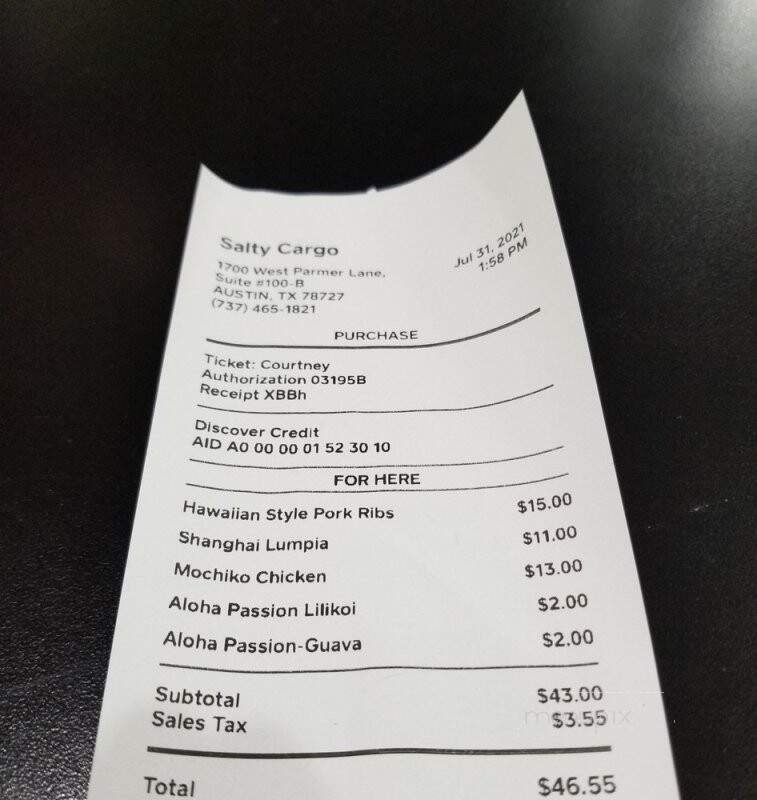 Salty Cargo
Jul 31, 2021
1:58 PM
1700 West Parmer Lane,
Suite #100-B
AUSTIN, TX 78727
(737) 465-1821
PURCHASE
Ticket: Courtney
Authorization 03195B
Receipt XBBh
Discover Credit
AID A0 00 00 01 52 30 10
FOR HERE
Hawaiian Style Pork Ribs $15.00
Shanghai Lumpia $11.00
Mochiko Chicken $13.00
Aloha Passion Lilikoi $2.00
Aloha Passion-Guava $2.00
Subtotal $43.00
Sales Tax $3.55
Total $46.55